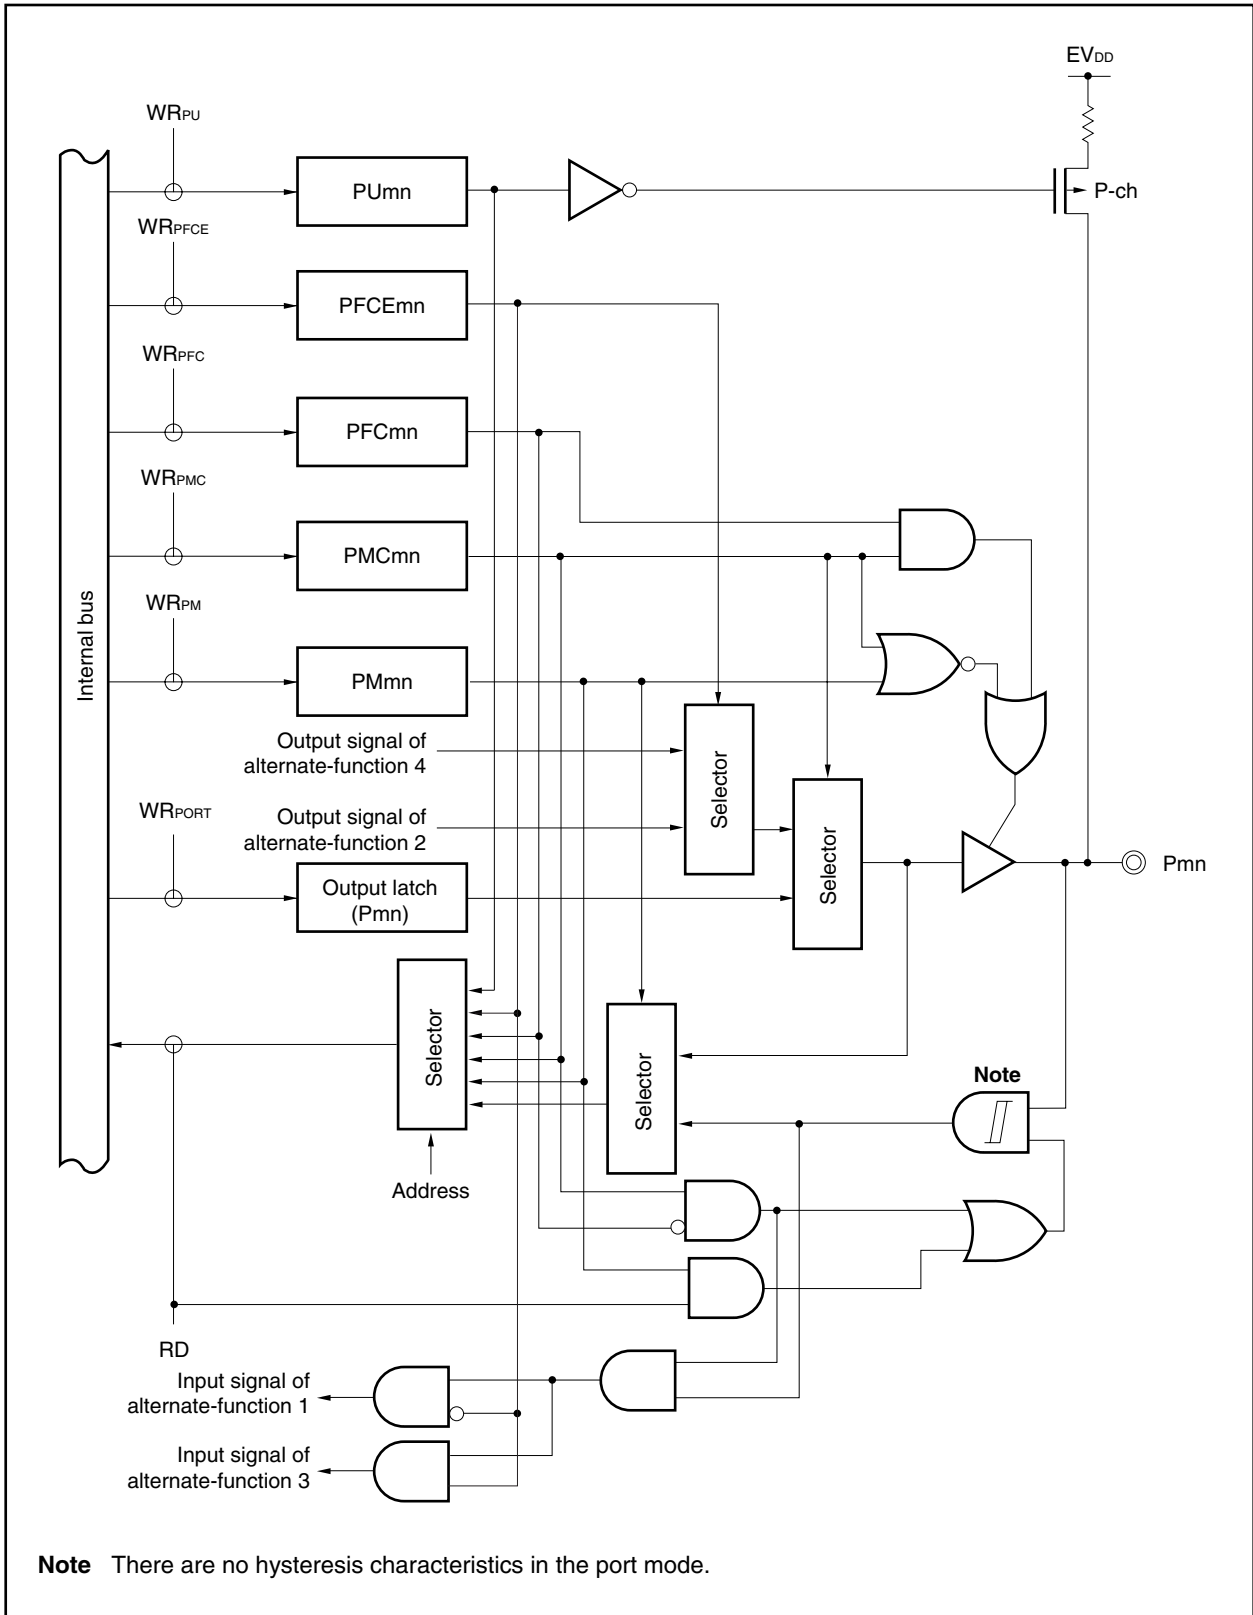 EVDD
WRPU
PUmn
P-ch
WRPFCE
PFCEmn
WRPFC
PFCmn
WRPMC
PMCmn
WRPM
PMmn
Internal bus
Output signal of
alternate-function 4
Selector
Output signal of
alternate-function 2
Selector
WRPORT
Output latch
(Pmn)
Pmn
Selector
Selector
Note
Address
RD
Input signal of
alternate-function 1
Input signal of
alternate-function 3
Note There are no hysteresis characteristics in the port mode.